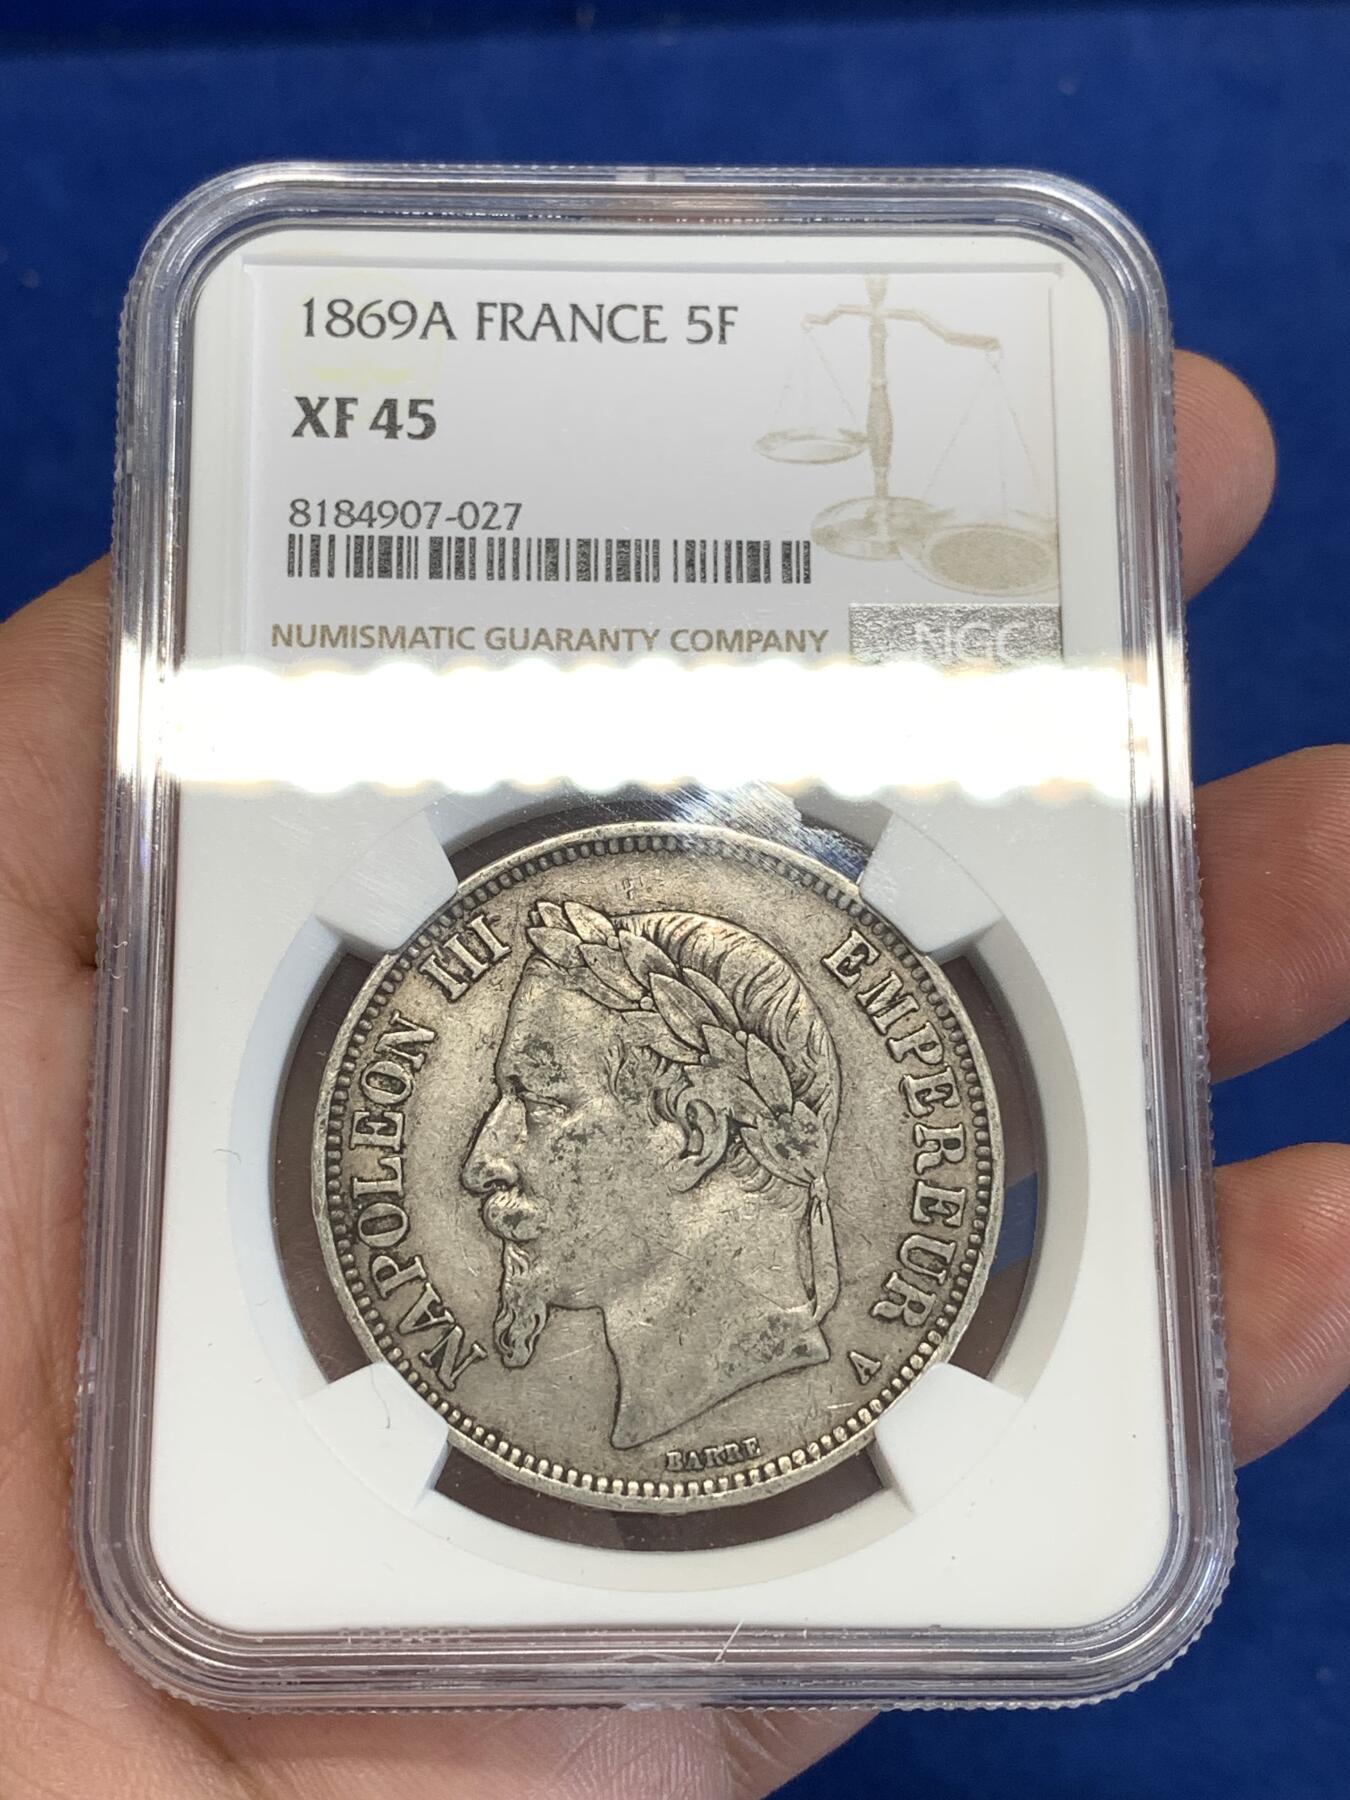 1869A FRANCE 5F
XF 45
8184907-027
NUMISMATIC GUARANTY COMPANY
NGC
NAPOLEON III
EMPEREUR
A
BARRE